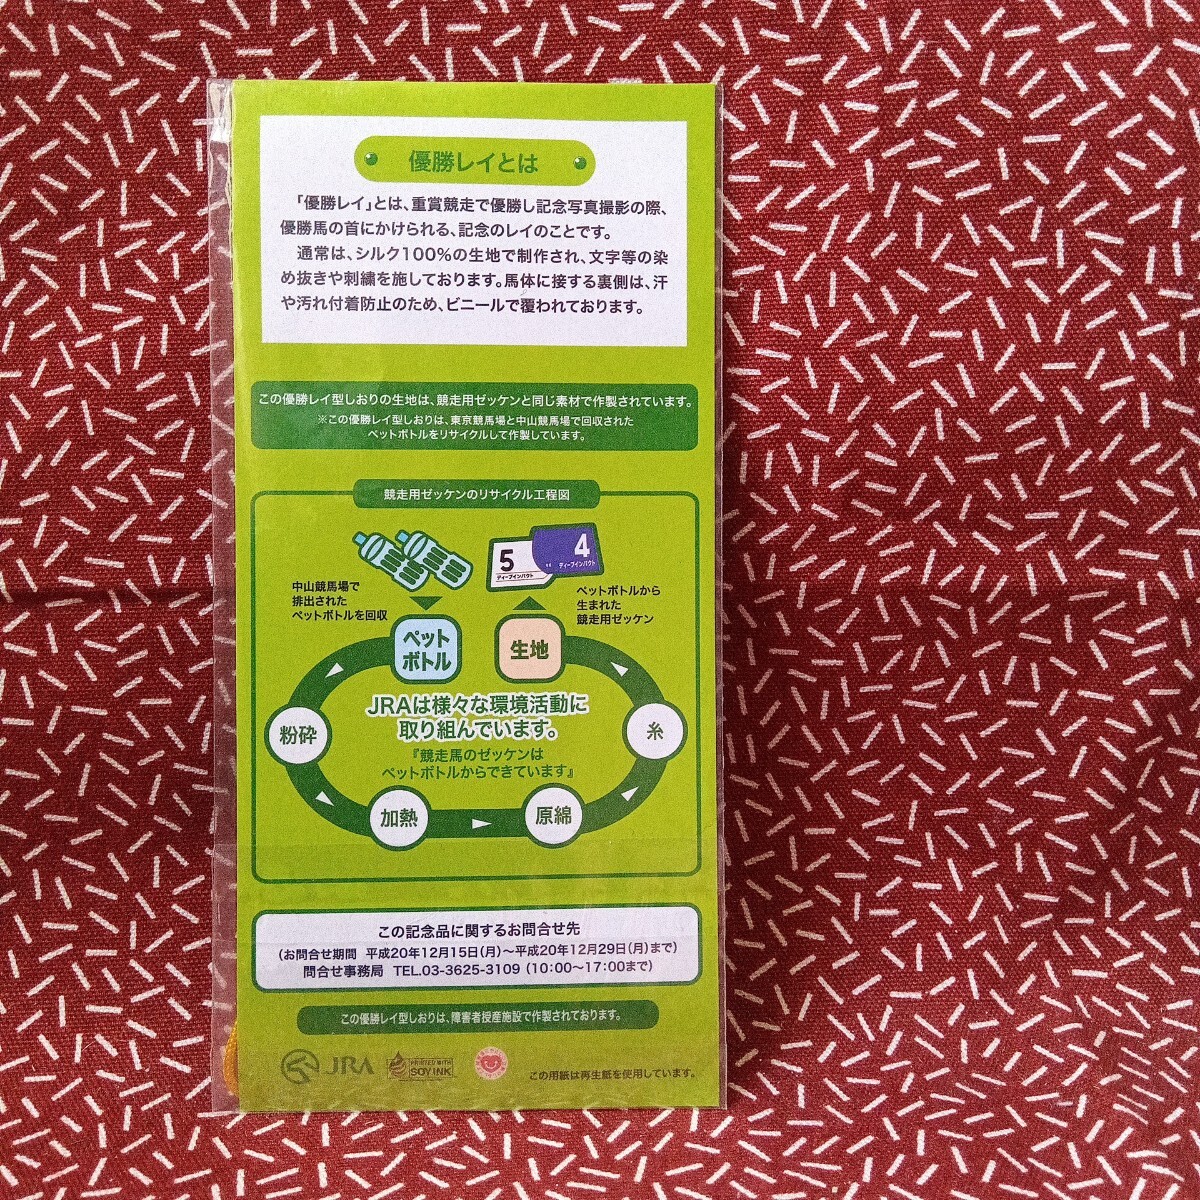 優勝レイとは
「優勝レイ」とは、重賞競走で優勝し記念写真撮影の際、
優勝馬の首にかけられる、記念のレイのことです。
通常は、シルク100%の生地で制作され、文字等の染
め抜きや刺繍を施しております。馬体に接する裏側は、汗
や汚れ付着防止のため、ビニールで覆われております。
この優勝レイ型しおりの生地は、競走用ゼッケンと同じ素材で作製されています。
※この優勝レイ型しおりは、東京競馬場と中山競馬場で回収された
ペットボトルをリサイクルして作製しています。
競走用ゼッケンのリサイクル工程図
5
ディープインパクト
4
ディープインパクト
中山競馬場で
排出された
ペットボトルを回収
ペットボトルから
生まれた
競走用ゼッケン
ペット
ボトル
生地
JRAは様々な環境活動に
取り組んでいます。
粉砕
糸
『競走馬のゼッケンは
ペットボトルからできています』
加熱
原綿
この記念品に関するお問合せ先
(お問合せ期間 平成20年12月15日(月)~平成20年12月29日(月)まで)
問合せ事務局 TEL.03-3625-3109 (10:00~17:00まで)
この優勝レイ型しおりは、障害者授産施設で作製されております。
JRA
PRINTED WITH
SOY INK
この用紙は再生紙を使用しています。